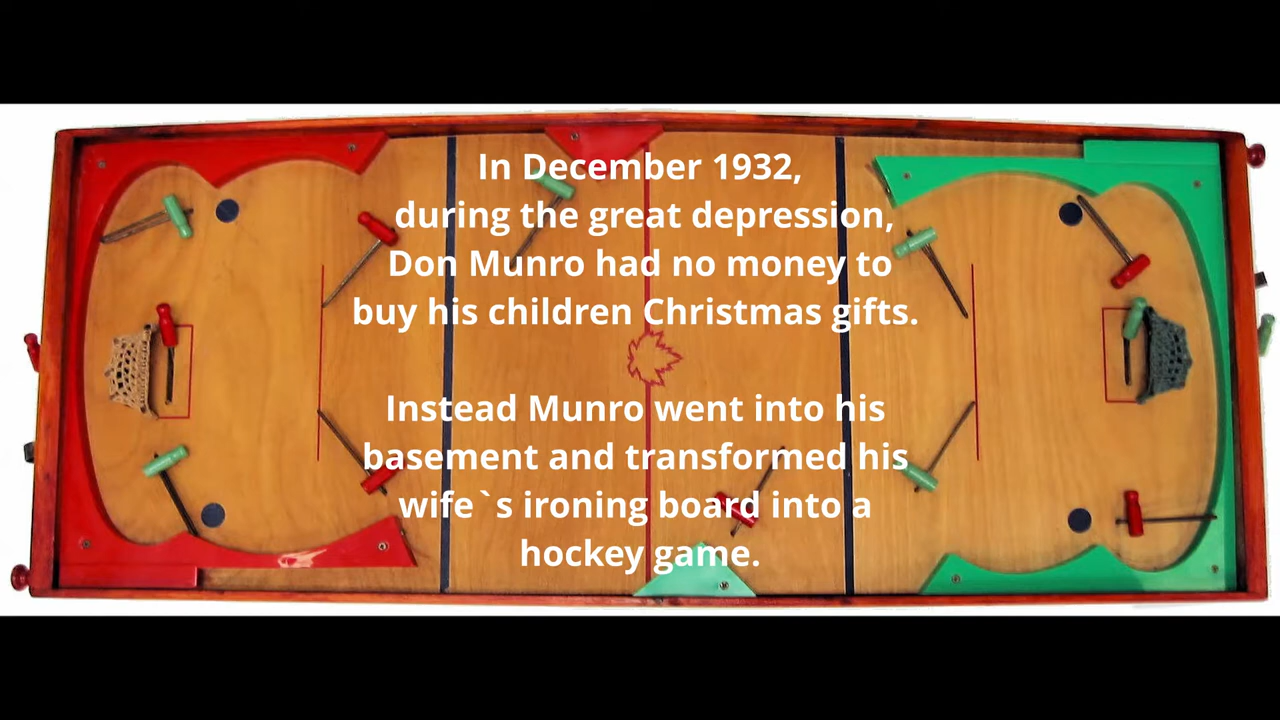 In December 1932,
during the great depression,
Don Munro had no money to
buy his children Christmas gifts.
Instead Munro went into his
basement and transformed his
wife`s ironing board into a
hockey game.